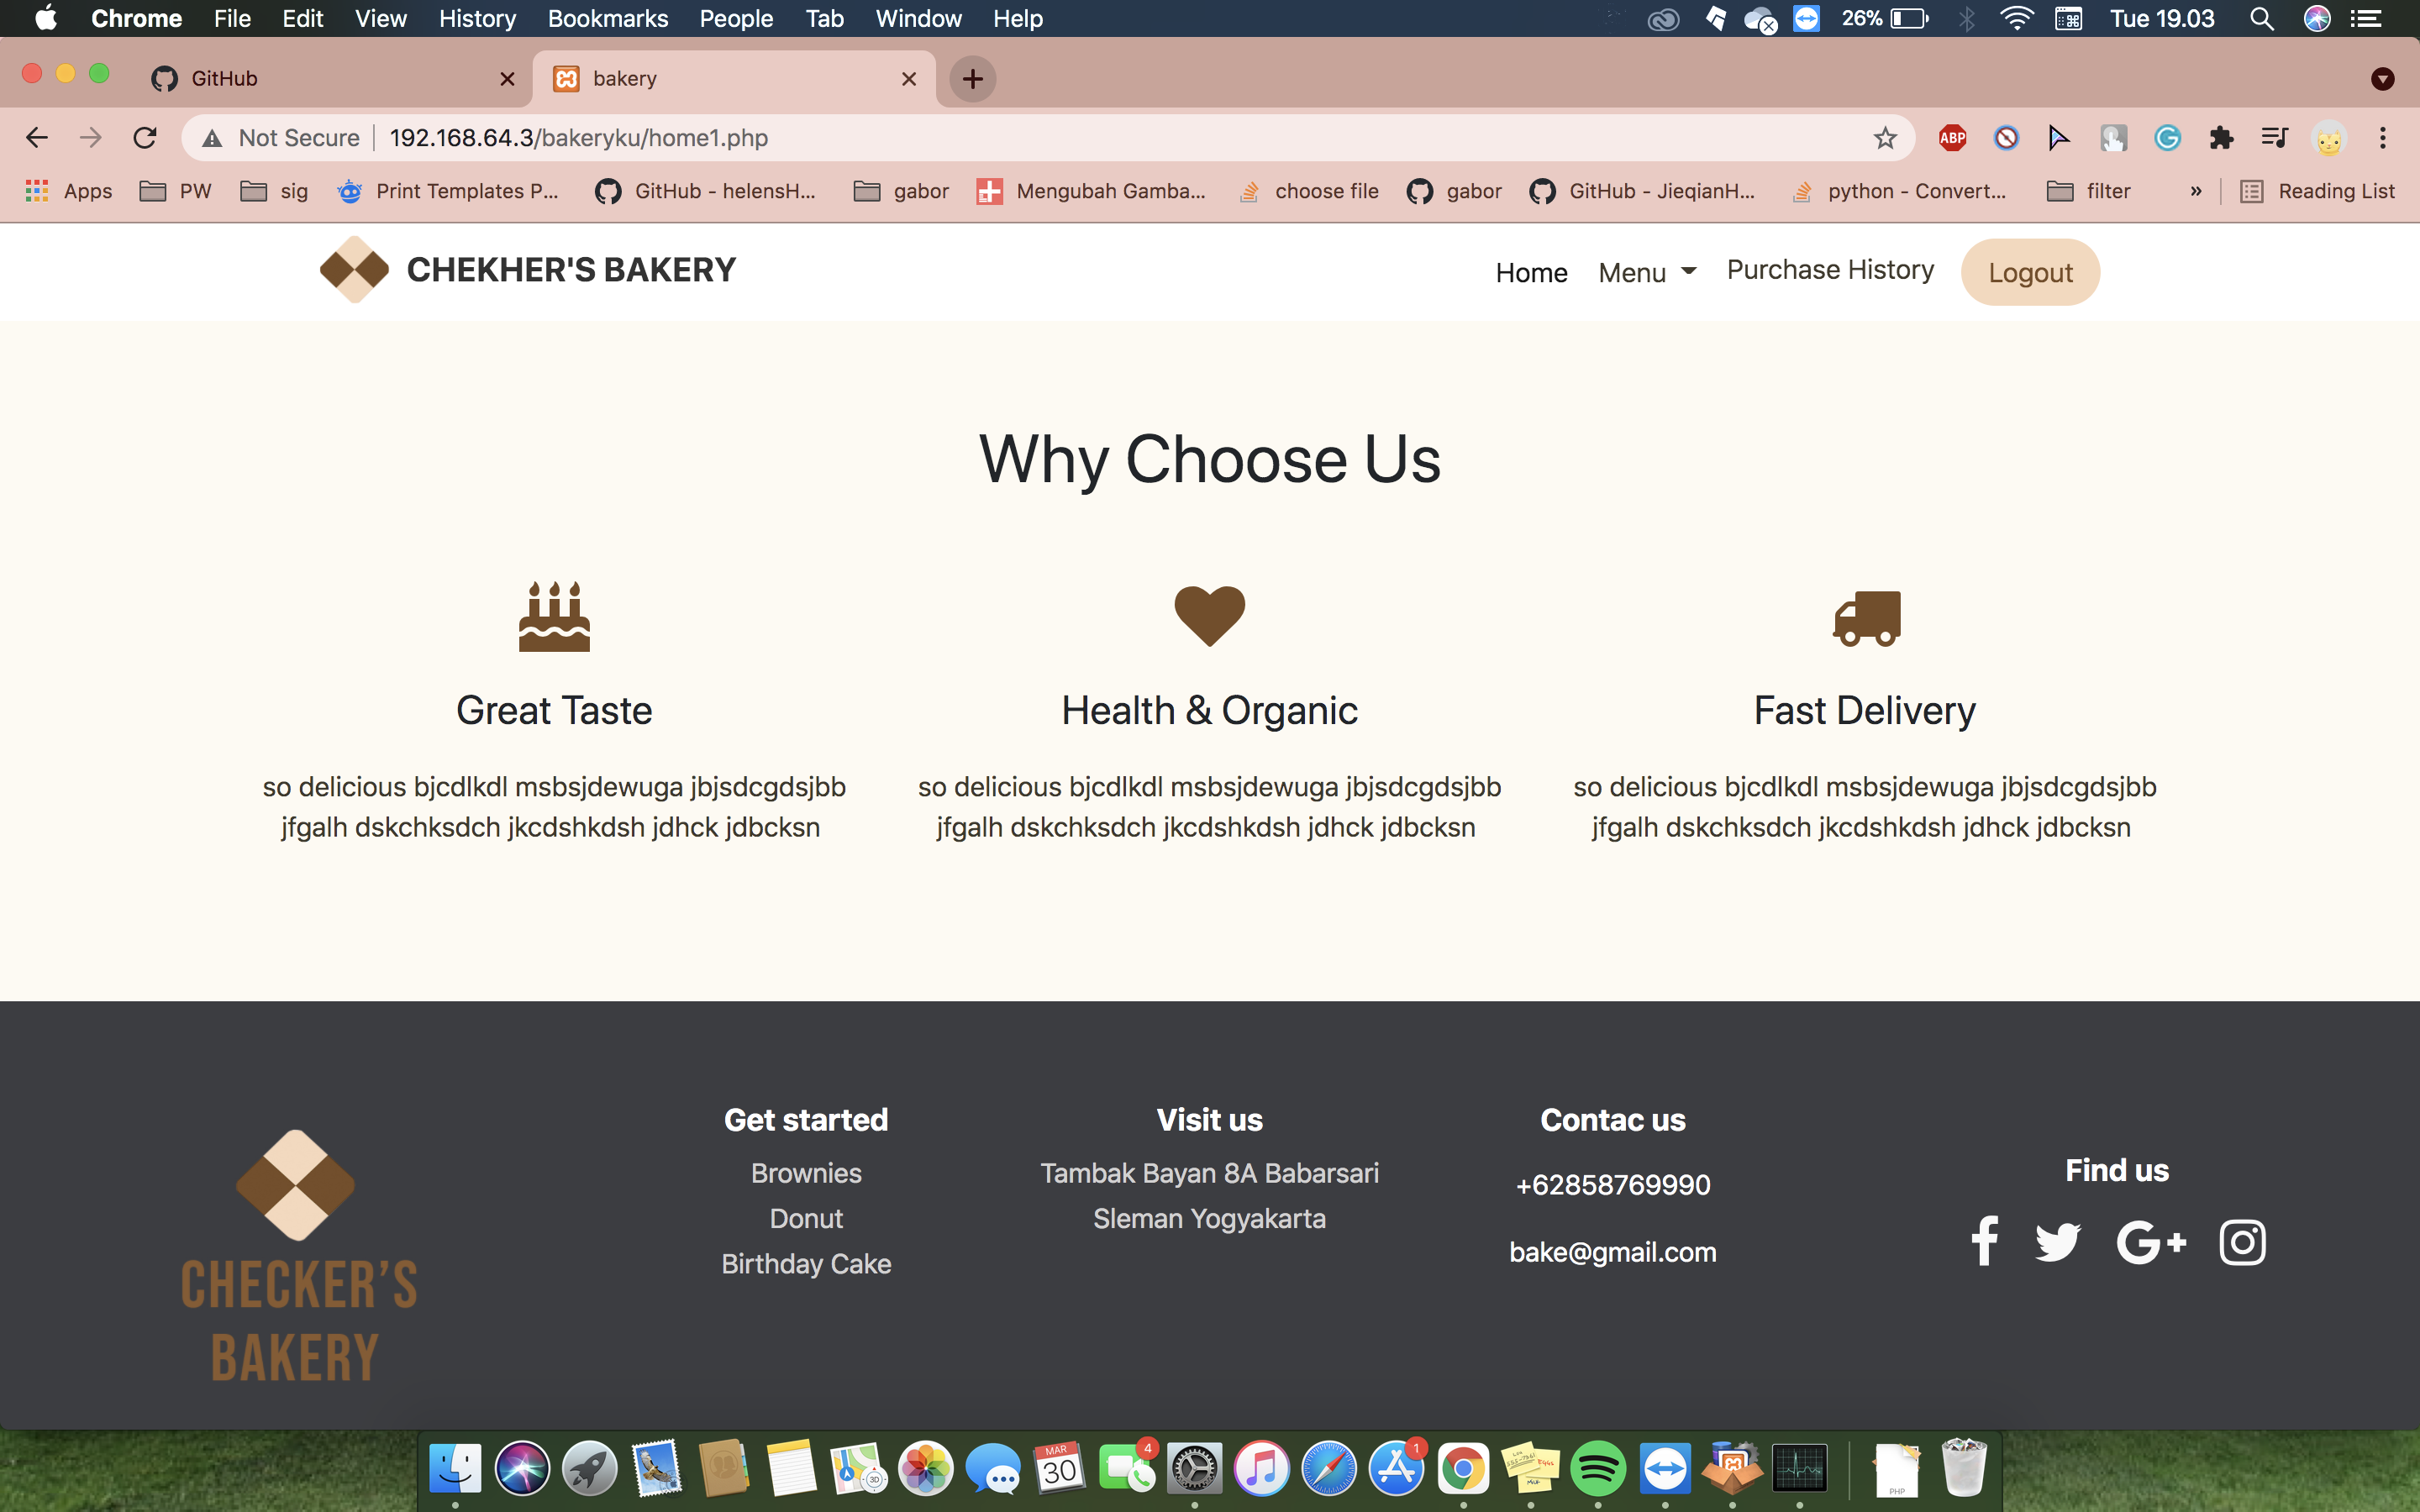 Chrome File Edit View History Bookmarks People Tab Window Help 26% Tue 19.03
GitHub bakery
Not Secure 192.168.64.3/bakeryku/home1.php ABP
Apps PW sig Print Templates P... GitHub - helensH... gabor Mengubah Gamba... choose file gabor GitHub - JieqianH... python - Convert... filter » Reading List
CHEKHER'S BAKERY Home Menu Purchase History Logout
Why Choose Us
Great Taste
so delicious bjcdlkdl msbsjdewuga jbjsdcgdsjbb
jfgalh dskchksdch jkcdshkdsh jdhck jdbcksn
Health & Organic
so delicious bjcdlkdl msbsjdewuga jbjsdcgdsjbb
jfgalh dskchksdch jkcdshkdsh jdhck jdbcksn
Fast Delivery
so delicious bjcdlkdl msbsjdewuga jbjsdcgdsjbb
jfgalh dskchksdch jkcdshkdsh jdhck jdbcksn
CHECKER'S
BAKERY
Get started
Brownies
Donut
Birthday Cake
Visit us
Tambak Bayan 8A Babarsari
Sleman Yogyakarta
Contac us
+62858769990
bake@gmail.com
Find us
MAR
30
3D
4
1
PHP